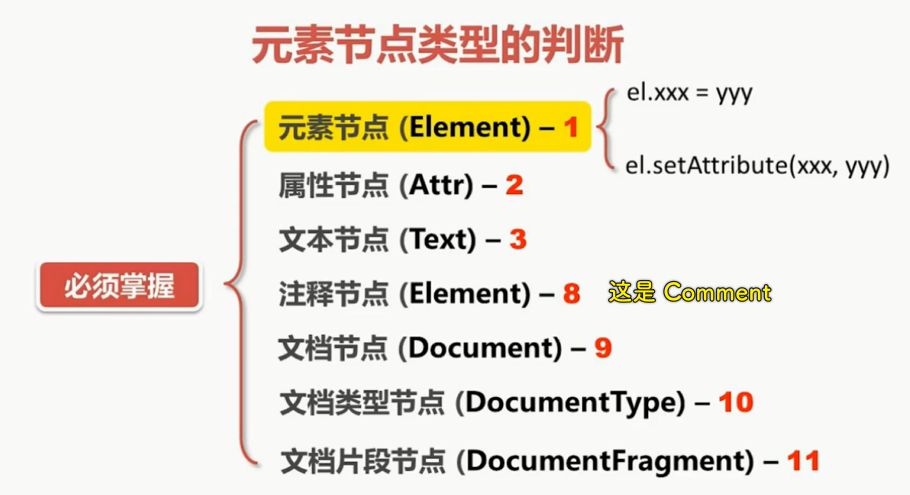 元素节点类型的判断
el.xxx = yyy
元素节点 (Element) – 1
el.setAttribute(xxx, yyy)
属性节点 (Attr) – 2
文本节点 (Text) – 3
必须掌握
注释节点 (Element) – 8 这是 Comment
文档节点 (Document) – 9
文档类型节点 (DocumentType) – 10
文档片段节点 (DocumentFragment) – 11